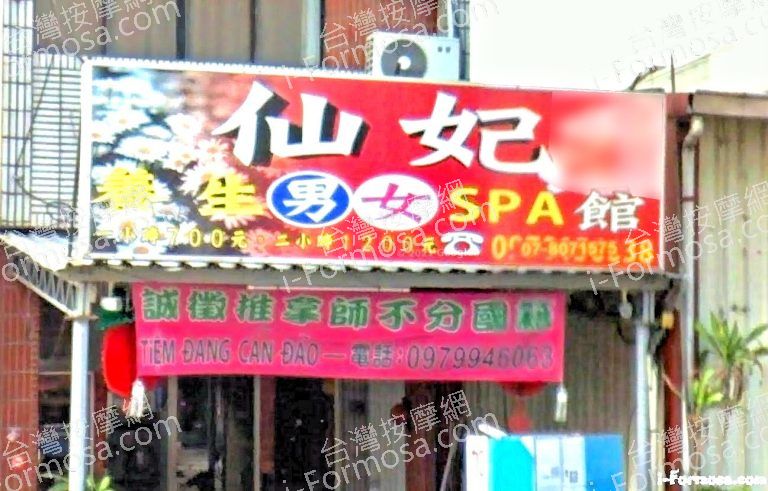 仙妃
養生男女SPA館
一小時700元·二小時1200元☎
誠徵推拿師不分國籍
TIEM ĐANG CAN ĐAO — 電話:0979946063
台灣按摩網
i-Formosa.com